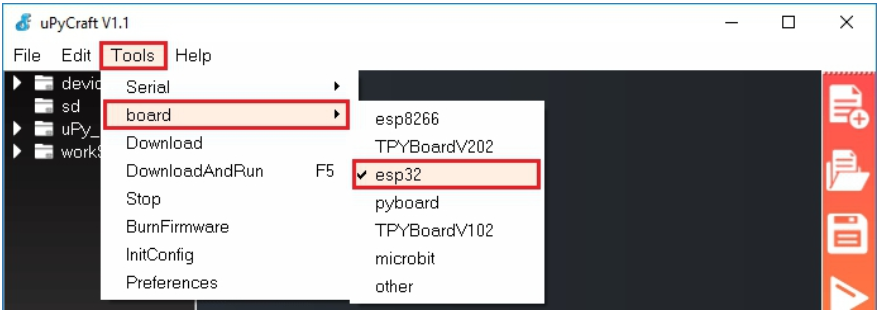 uPyCraft V1.1
File Edit Tools Help
devic
sd
uPy_
workS
Serial
board
Download
DownloadAndRun F5
Stop
BurnFirmware
InitConfig
Preferences
esp8266
TPYBoardV202
esp32
pyboard
TPYBoardV102
microbit
other